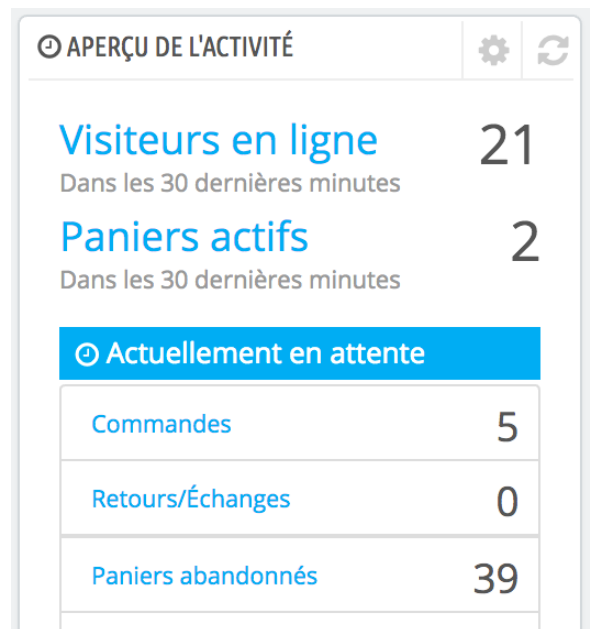 APERÇU DE L'ACTIVITÉ
Visiteurs en ligne 21
Dans les 30 dernières minutes
Paniers actifs 2
Dans les 30 dernières minutes
Actuellement en attente
Commandes 5
Retours/Échanges 0
Paniers abandonnés 39